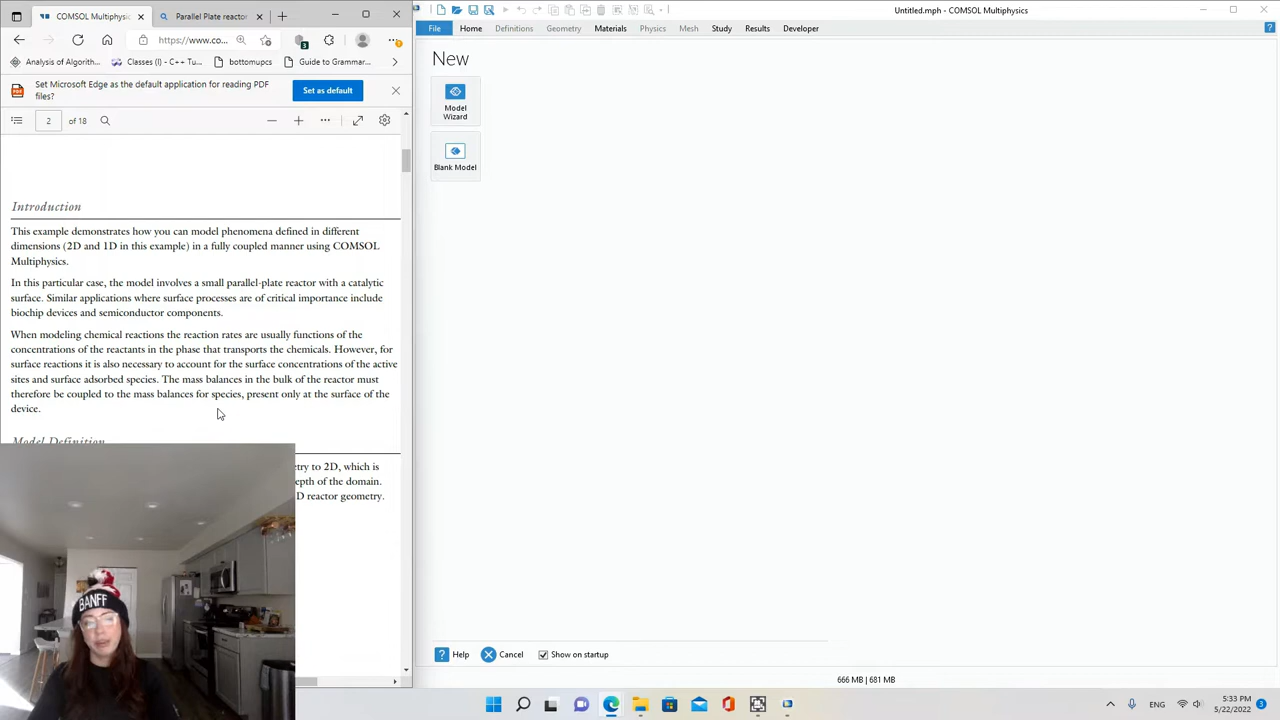 COMSOL Multiphysic
Parallel Plate reactor
Untitled.mph - COMSOL Multiphysics
File
Home
Definitions
Geometry
Materials
Physics
Mesh
Study
Results
Developer
https://www.co...
3
Analysis of Algorith...
Classes (I) - C++ Tu...
bottomupcs
Guide to Grammar...
Set Microsoft Edge as the default application for reading PDF
files?
Set as default
2 of 18
New
Model
Wizard
Blank Model
Introduction
This example demonstrates how you can model phenomena defined in different
dimensions (2D and 1D in this example) in a fully coupled manner using COMSOL
Multiphysics.
In this particular case, the model involves a small parallel-plate reactor with a catalytic
surface. Similar applications where surface processes are of critical importance include
biochip devices and semiconductor components.
When modeling chemical reactions the reaction rates are usually functions of the
concentrations of the reactants in the phase that transports the chemicals. However, for
surface reactions it is also necessary to account for the surface concentrations of the active
sites and surface adsorbed species. The mass balances in the bulk of the reactor must
therefore be coupled to the mass balances for species, present only at the surface of the
device.
Model Definition
etry to 2D, which is
epth of the domain.
D reactor geometry.
BANFF
Help
Cancel
Show on startup
666 MB | 681 MB
ENG
5:33 PM
5/22/2022
3